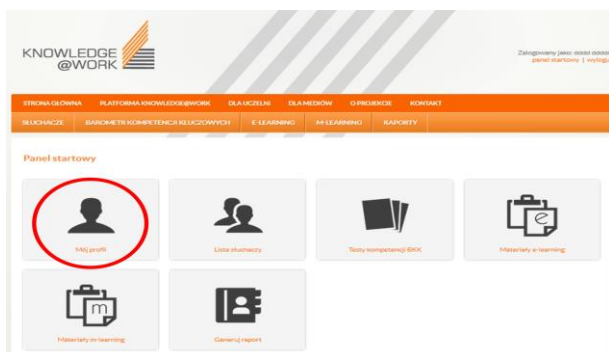 KNOWLEDGE
@WORK
Zalogowany jako:
panel startowy | wylogu
STRONA GŁÓWNA PLATFORMA KNOWLEDGE@WORK DLA UCZELNI DLA MEDIÓW O PROJEKCIE KONTAKT
SŁUCHACZE BAROMETR KOMPETENCJI KLUCZOWYCH E-LEARNING M-LEARNING RAPORTY
Panel startowy
Mój profil Lista słuchaczy Testy kompetencji BKK Materiały e-learning
e
m
Materiały m-learning Generuj raport